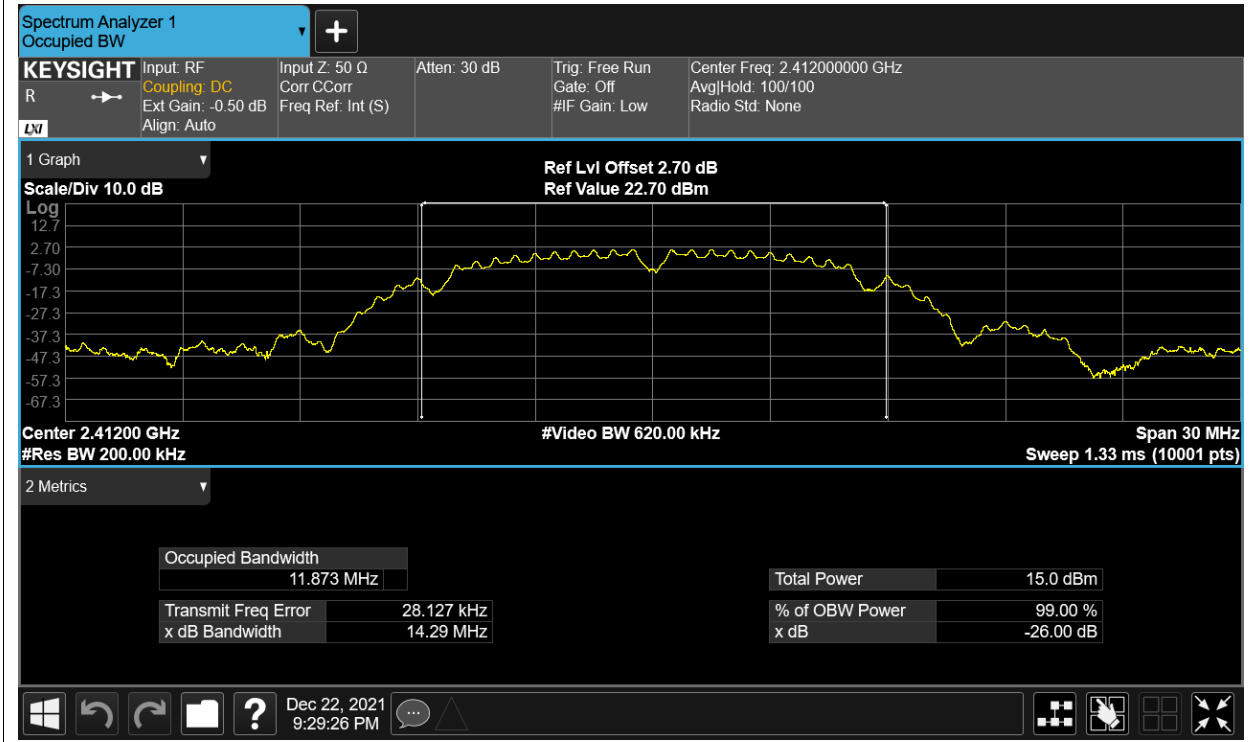 Spectrum Analyzer 1
Occupied BW
KEYSIGHT
R
LXI
Input: RF
Coupling: DC
Ext Gain: -0.50 dB
Align: Auto
Input Z: 50 Ω
Corr CCorr
Freq Ref: Int (S)
Atten: 30 dB
Trig: Free Run
Gate: Off
#IF Gain: Low
Center Freq: 2.412000000 GHz
Avg|Hold: 100/100
Radio Std: None
1 Graph
Scale/Div 10.0 dB
Ref Lvl Offset 2.70 dB
Ref Value 22.70 dBm
Log
12.7
2.70
-7.30
-17.3
-27.3
-37.3
-47.3
-57.3
-67.3
Center 2.41200 GHz
#Video BW 620.00 kHz
Span 30 MHz
#Res BW 200.00 kHz
Sweep 1.33 ms (10001 pts)
2 Metrics
Occupied Bandwidth
11.873 MHz
Total Power 15.0 dBm
Transmit Freq Error 28.127 kHz
% of OBW Power 99.00 %
x dB Bandwidth 14.29 MHz
x dB -26.00 dB
?
Dec 22, 2021
9:29:26 PM